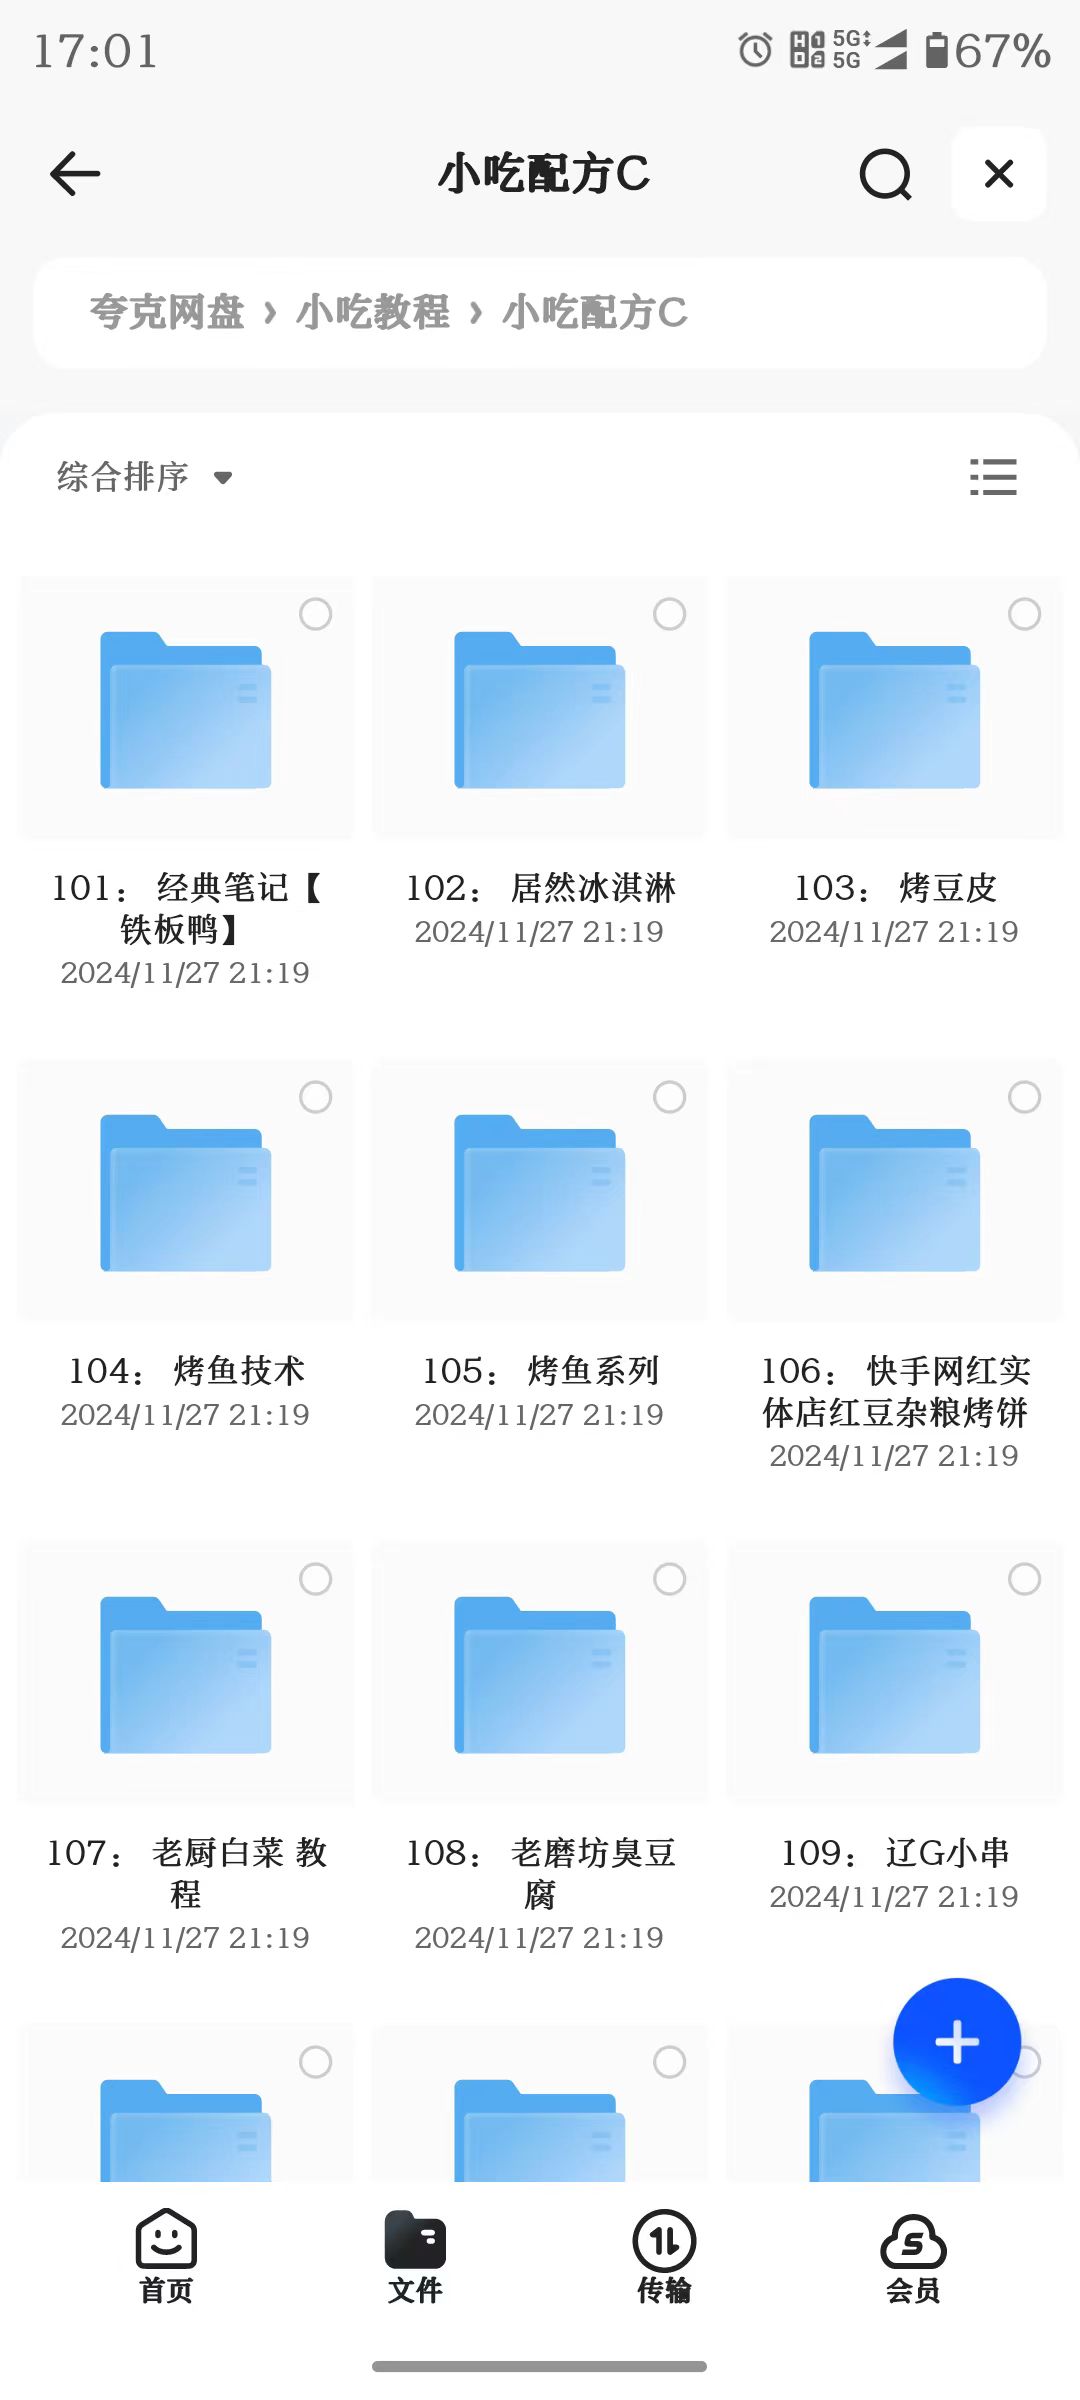 17:01
5G
5G
67%
小吃配方C
夸克网盘 › 小吃教程 › 小吃配方C
综合排序
101： 经典笔记【
铁板鸭】
2024/11/27 21:19
102： 居然冰淇淋
2024/11/27 21:19
103： 烤豆皮
2024/11/27 21:19
104： 烤鱼技术
2024/11/27 21:19
105： 烤鱼系列
2024/11/27 21:19
106： 快手网红实
体店红豆杂粮烤饼
2024/11/27 21:19
107： 老厨白菜 教
程
2024/11/27 21:19
108： 老磨坊臭豆
腐
2024/11/27 21:19
109： 辽G小串
2024/11/27 21:19
首页
文件
传输
会员